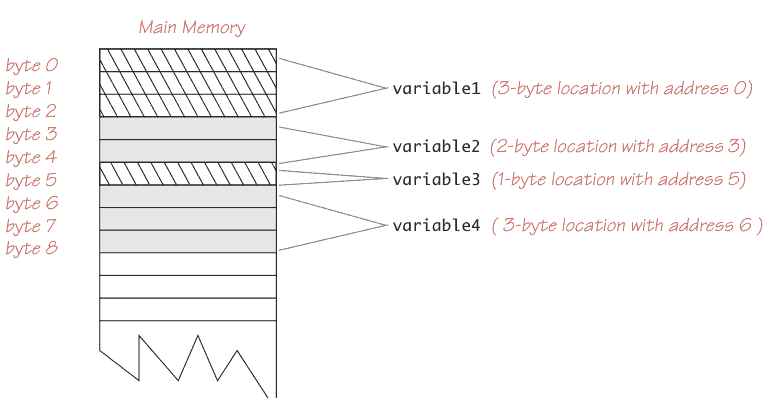 Main Memory
byte 0
byte 1
variable1 (3-byte location with address 0)
byte 2
byte 3
byte 4
variable2 (2-byte location with address 3)
byte 5
variable3 (1-byte location with address 5)
byte 6
byte 7
variable4 ( 3-byte location with address 6 )
byte 8